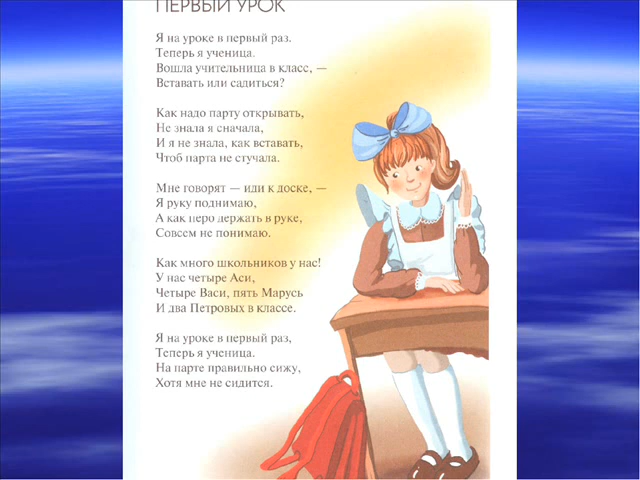 ПЕРВЫЙ УРОК
Я на уроке в первый раз.
Теперь я ученица.
Вошла учительница в класс, —
Вставать или садиться?
Как надо парту открывать,
Не знала я сначала,
И я не знала, как вставать,
Чтоб парта не стучала.
Мне говорят — иди к доске, —
Я руку поднимаю,
А как перо держать в руке,
Совсем не понимаю.
Как много школьников у нас!
У нас четыре Аси,
Четыре Васи, пять Марусь
И два Петровых в классе.
Я на уроке в первый раз,
Теперь я ученица.
На парте правильно сижу,
Хотя мне не сидится.